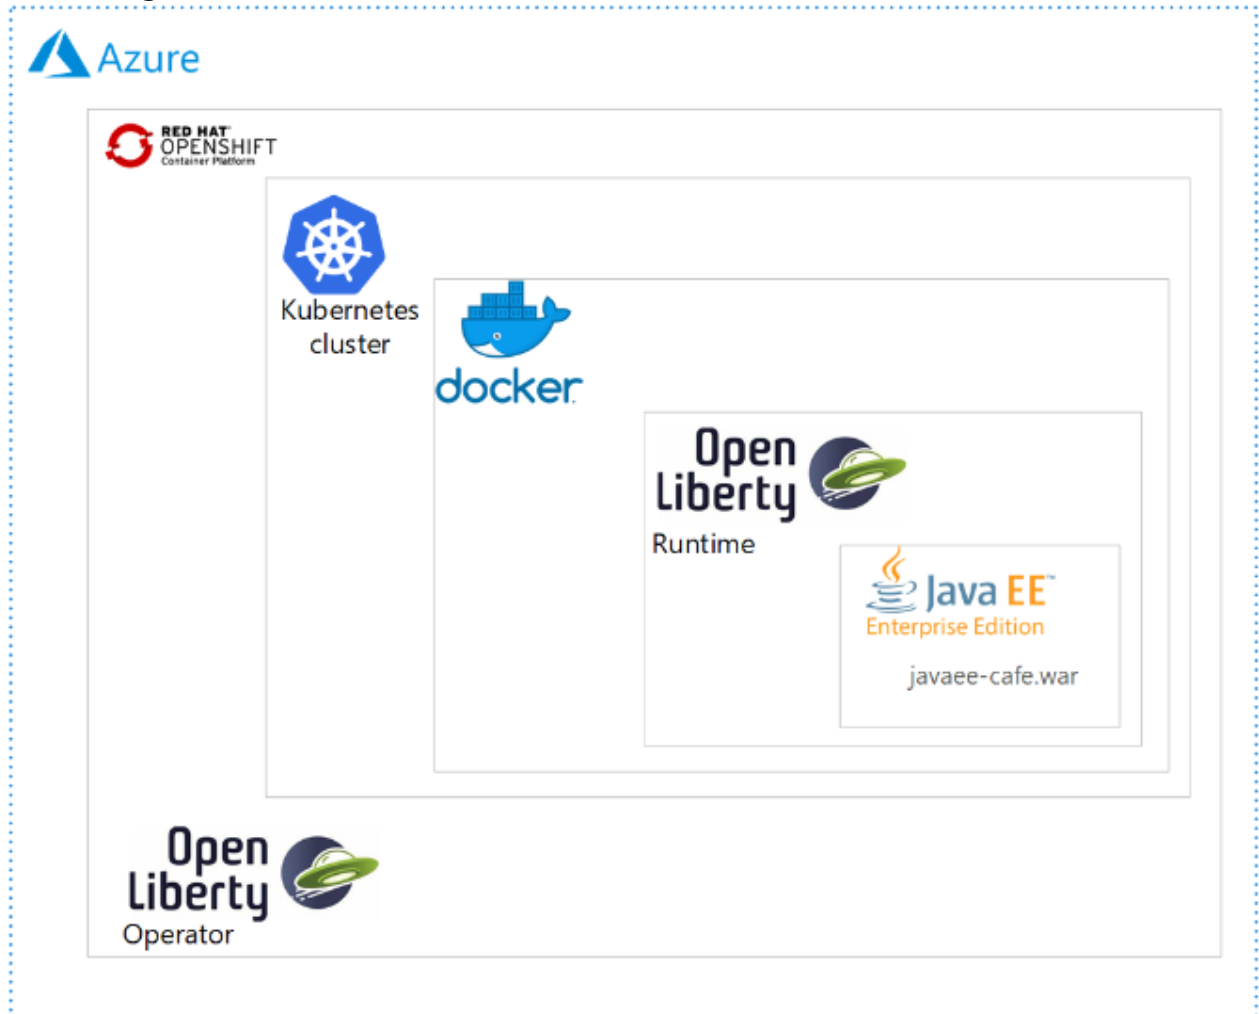 Azure
RED HAT®
OPENSHIFT
Container Platform
Kubernetes
cluster
docker
Open
Liberty
Runtime
Java EE™
Enterprise Edition
javaee-cafe.war
Open
Liberty
Operator